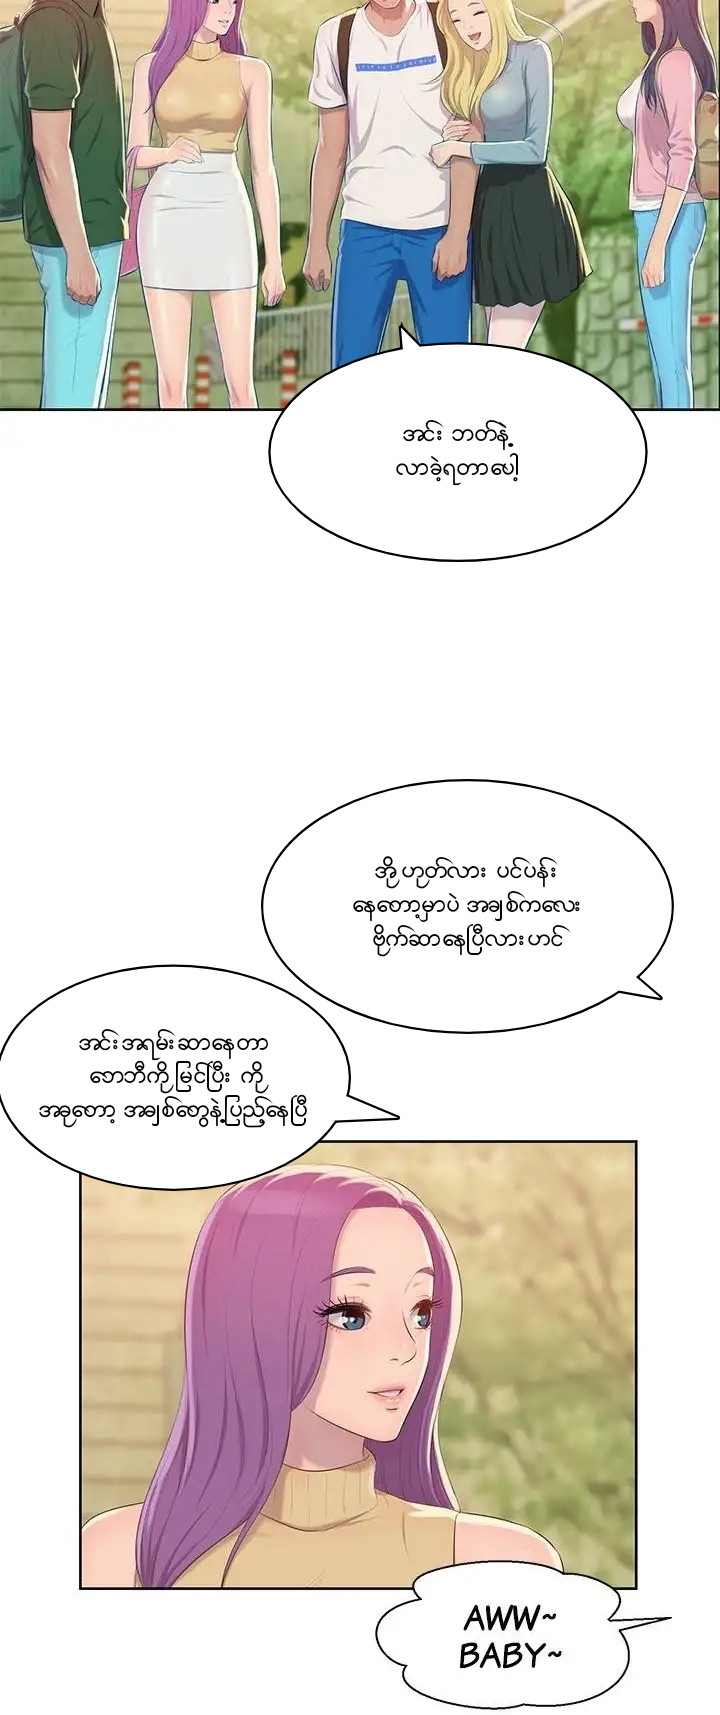 အင်း ဘတ်နဲ့
လာခဲ့ရတာပေါ့
အို ဟုတ်လား ပင်ပန်း
နေတော့မှာပဲ အချစ်ကလေး
ဗိုက်ဆာနေပြီလား ဟင်
အင်း အရမ်းဆာနေတာ
ဘေဘီကို မြင်ပြီး ကို
အခုတော့ အချစ်တွေနဲ့ပြည့်နေပြီ
AWW~
BABY~